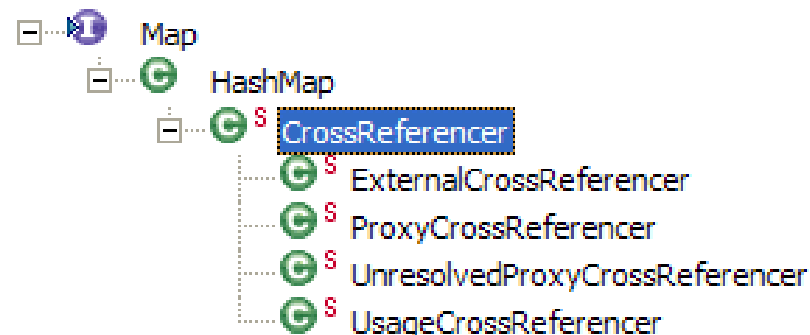 I Map
C HashMap
C S CrossReferencer
C S ExternalCrossReferencer
C S ProxyCrossReferencer
C S UnresolvedProxyCrossReferencer
C S UsageCrossReferencer